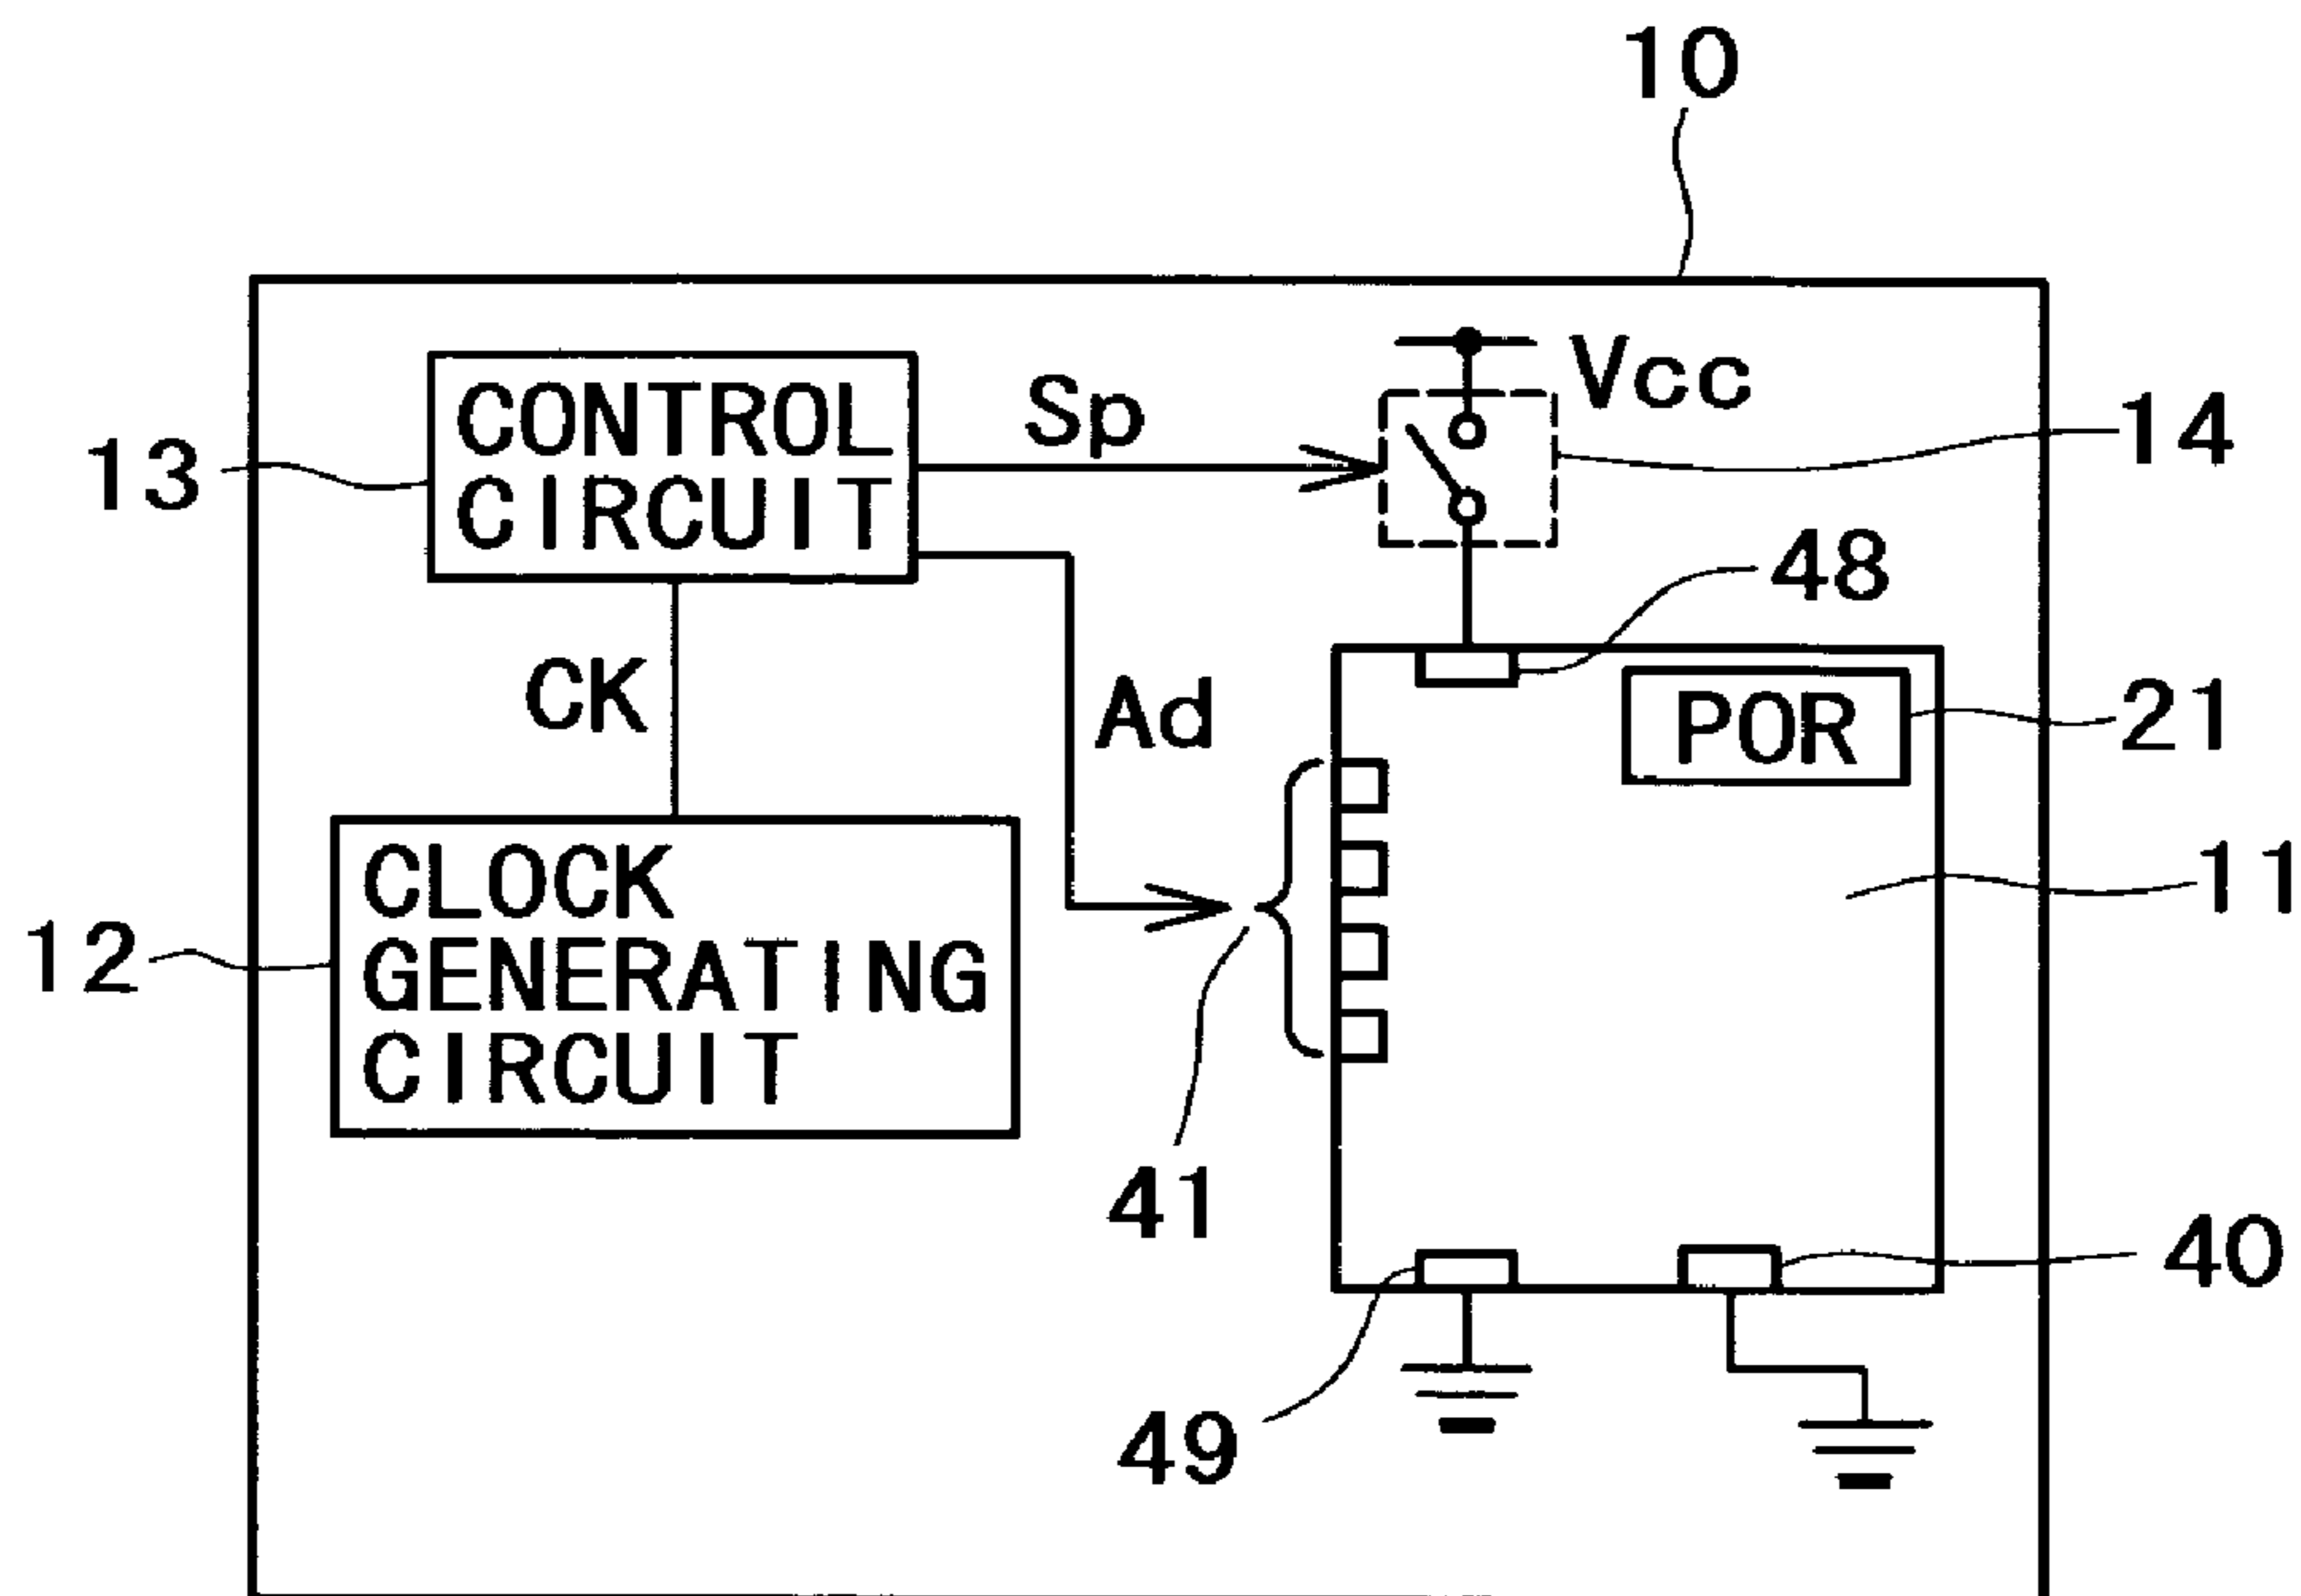 10
CONTROL
CIRCUIT
Sp
Vcc
14
13
48
CK
Ad
POR
21
CLOCK
GENERATING
CIRCUIT
11
12
41
40
49